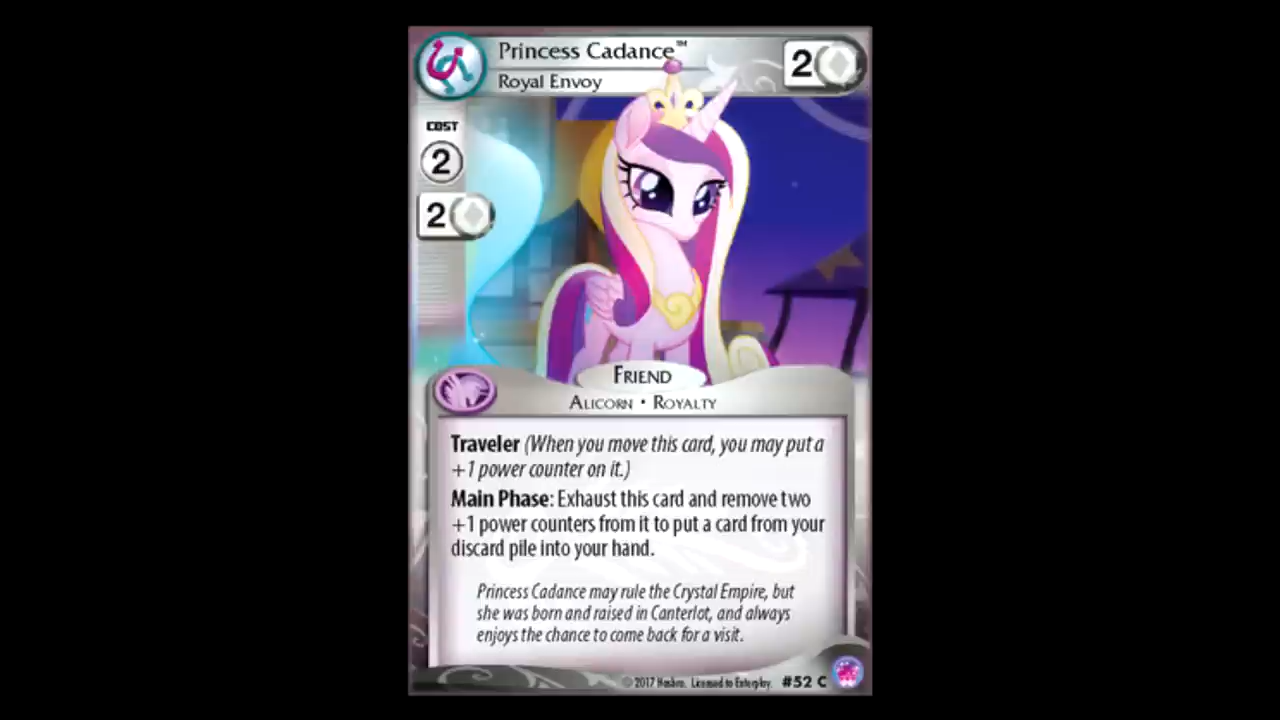 Princess Cadance™
Royal Envoy
2
COST
2
2
FRIEND
ALICORN • ROYALTY
Traveler (When you move this card, you may put a
+1 power counter on it.)
Main Phase: Exhaust this card and remove two
+1 power counters from it to put a card from your
discard pile into your hand.
Princess Cadance may rule the Crystal Empire, but
she was born and raised in Canterlot, and always
enjoys the chance to come back for a visit.
© 2017 Hasbro. Licensed to Enterplay. #52 C